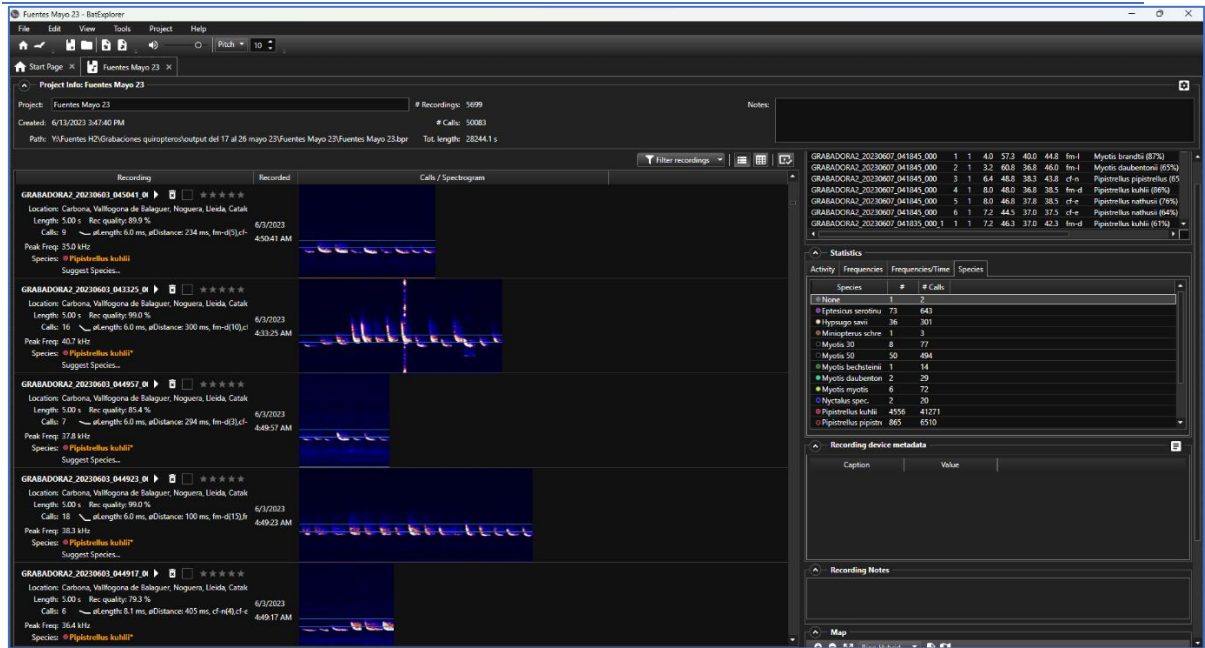 Fuentes Mayo 23 - BatExplorer
File Edit View Tools Project Help
Pitch 10
Start Page × Fuentes Mayo 23 ×
Project Info: Fuentes Mayo 23
Project: Fuentes Mayo 23 # Recordings: 5699 Notes:
Created: 6/13/2023 3:47:40 PM # Calls: 50083
Path: Y:\Fuentes H2\Grabaciones quiropteros\output del 17 al 26 mayo 23\Fuentes Mayo 23\Fuentes Mayo 23.bpr Tot. length: 28244.1 s
Filter recordings
Recording Recorded Calls / Spectrogram
GRABADORA2_20230603_045041_0
Location: Carbona, Vallfogona de Balaguer, Noguera, Lleida, Catak
Length: 5.00 s Rec quality: 89.9 %
6/3/2023
Calls: 9 øLength: 6.0 ms, øDistance: 234 ms, fm-d(5),cf-
4:50:41 AM
Peak Freq: 35.0 kHz
Species: Pipistrellus kuhlii
Suggest Species...
GRABADORA2_20230603_043325_0
Location: Carbona, Vallfogona de Balaguer, Noguera, Lleida, Catak
Length: 5.00 s Rec quality: 99.0 %
6/3/2023
Calls: 16 øLength: 6.0 ms, øDistance: 300 ms, fm-d(10),cf
4:33:25 AM
Peak Freq: 40.7 kHz
Species: Pipistrellus kuhlii*
Suggest Species...
GRABADORA2_20230603_044957_0
Location: Carbona, Vallfogona de Balaguer, Noguera, Lleida, Catak
Length: 5.00 s Rec quality: 85.4 %
6/3/2023
Calls: 7 øLength: 6.0 ms, øDistance: 294 ms, fm-d(3),cf-
4:49:57 AM
Peak Freq: 37.8 kHz
Species: Pipistrellus kuhlii*
Suggest Species...
GRABADORA2_20230603_044923_0
Location: Carbona, Vallfogona de Balaguer, Noguera, Lleida, Catak
Length: 5.00 s Rec quality: 99.0 %
6/3/2023
Calls: 18 øLength: 6.0 ms, øDistance: 100 ms, fm-d(15),fr
4:49:23 AM
Peak Freq: 38.3 kHz
Species: Pipistrellus kuhlii*
Suggest Species...
GRABADORA2_20230603_044917_0
Location: Carbona, Vallfogona de Balaguer, Noguera, Lleida, Catak
Length: 5.00 s Rec quality: 79.3 %
6/3/2023
Calls: 6 øLength: 8.1 ms, øDistance: 405 ms, cf-n(4),cf-e
4:49:17 AM
Peak Freq: 36.4 kHz
Species: Pipistrellus kuhlii*
GRABADORA2_20230607_041845_000 1 1 4.0 57.3 40.0 44.8 fm-l Myotis brandtii (87%)
GRABADORA2_20230607_041845_000 2 1 3.2 60.8 36.8 46.0 fm-l Myotis daubentonii (65%)
GRABADORA2_20230607_041845_000 3 1 6.4 48.8 38.3 43.8 cf-n Pipistrellus pipistrellus (65
GRABADORA2_20230607_041845_000 4 1 8.0 48.0 36.8 38.5 fm-d Pipistrellus kuhlii (86%)
GRABADORA2_20230607_041845_000 5 1 8.0 46.8 37.8 38.5 cf-e Pipistrellus nathusii (76%)
GRABADORA2_20230607_041845_000 6 1 7.2 44.5 37.0 37.5 cf-e Pipistrellus nathusii (64%)
GRABADORA2_20230607_041835_000_1 1 1 7.2 46.3 37.0 42.3 fm-d Pipistrellus kuhlii (61%)
Statistics
Activity Frequencies Frequencies/Time Species
Species # # Calls
None 1 2
Eptesicus serotinu 73 643
Hypsugo savii 36 301
Miniopterus schre 1 3
Myotis 30 8 77
Myotis 50 50 494
Myotis bechsteinii 1 14
Myotis daubenton 2 29
Myotis myotis 6 72
Nyctalus spec. 2 20
Pipistrellus kuhlii 4556 41271
Pipistrellus pipistre 865 6510
Recording device metadata
Caption Value
Recording Notes
Map